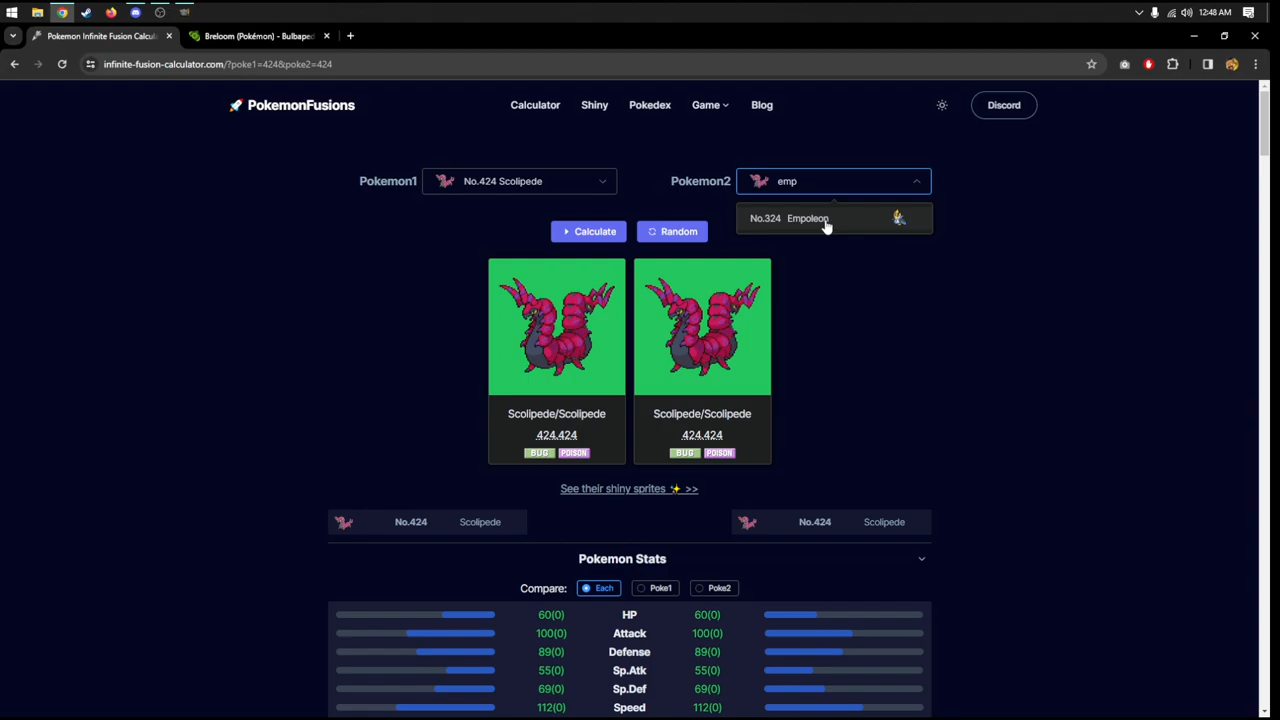 12:48 AM
Pokemon Infinite Fusion Calcul
Breloom (Pokémon) - Bulbaped
infinite-fusion-calculator.com/?poke1=424&poke2=424
PokemonFusions
Calculator
Shiny
Pokedex
Game
Blog
Discord
Pokemon1
No.424 Scolipede
Pokemon2
emp
No.324 Empoleon
Calculate
Random
Scolipede/Scolipede
424.424
BUG POISON
Scolipede/Scolipede
424.424
BUG POISON
See their shiny sprites ✨ >>
No.424 Scolipede
No.424 Scolipede
Pokemon Stats
Compare: Each Poke1 Poke2
60(0) HP 60(0)
100(0) Attack 100(0)
89(0) Defense 89(0)
55(0) Sp.Atk 55(0)
69(0) Sp.Def 69(0)
112(0) Speed 112(0)